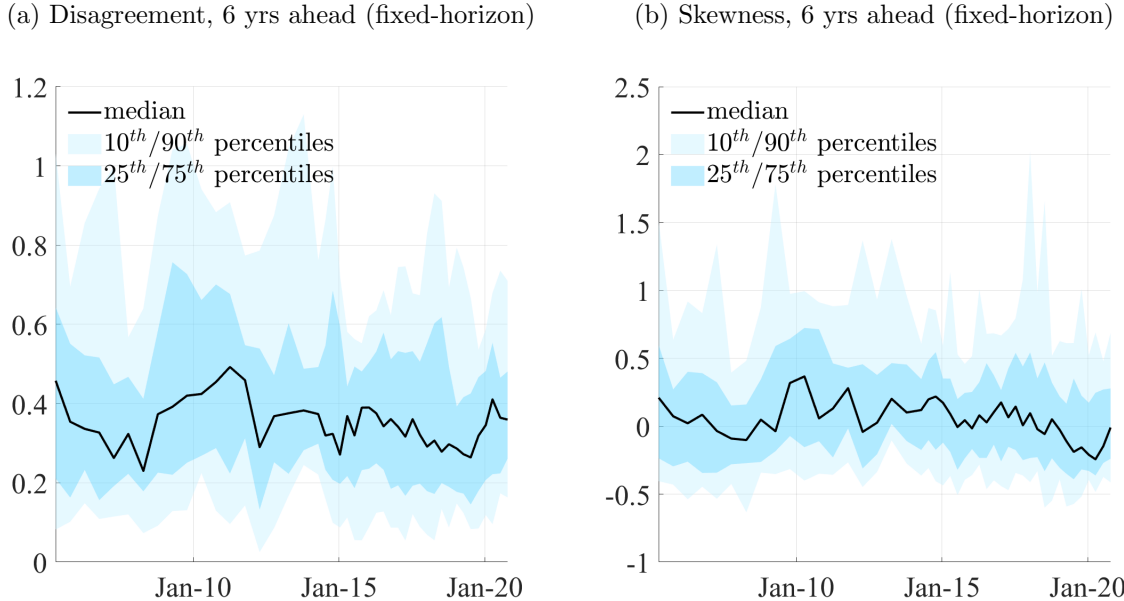 (a) Disagreement, 6 yrs ahead (fixed-horizon)
1.2
1
0.8
0.6
0.4
0.2
0
median
10th/90th percentiles
25th/75th percentiles
Jan-10
Jan-15
Jan-20
(b) Skewness, 6 yrs ahead (fixed-horizon)
2.5
2
1.5
1
0.5
0
-0.5
-1
median
10th/90th percentiles
25th/75th percentiles
Jan-10
Jan-15
Jan-20